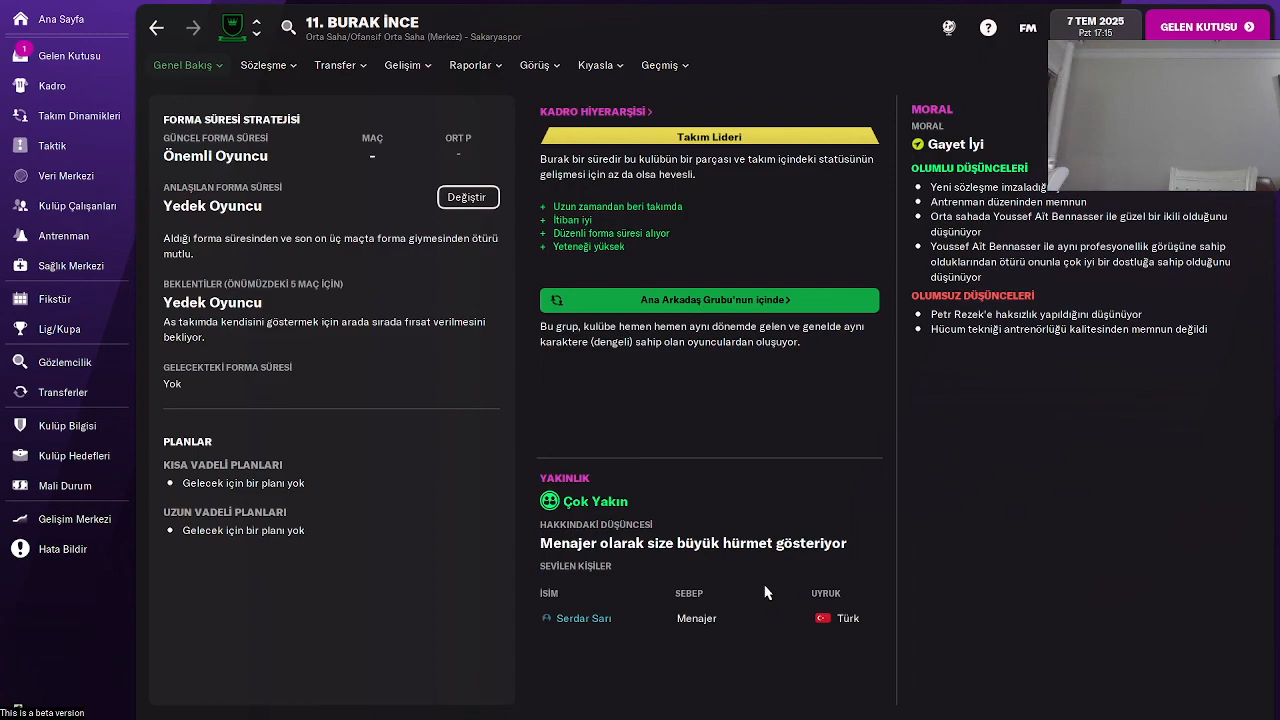 Ana Sayfa
1
Gelen Kutusu
Kadro
Takım Dinamikleri
Taktik
Veri Merkezi
Kulüp Çalışanları
Antrenman
Sağlık Merkezi
Fikstür
Lig/Kupa
Gözlemcilik
Transferler
Kulüp Bilgisi
Kulüp Hedefleri
Mali Durum
Gelişim Merkezi
Hata Bildir
This is a beta version
11. BURAK İNCE
Orta Saha/Ofansif Orta Saha (Merkez) - Sakaryaspor
?
FM
7 TEM 2025
Pzt 17:15
GELEN KUTUSU
Genel Bakış
Sözleşme
Transfer
Gelişim
Raporlar
Görüş
Kıyasla
Geçmiş
FORMA SÜRESİ STRATEJİSİ
GÜNCEL FORMA SÜRESİ MAÇ ORT P
Önemli Oyuncu - -
ANLAŞILAN FORMA SÜRESİ
Yedek Oyuncu
Değiştir
Aldığı forma süresinden ve son on üç maçta forma giymesinden ötürü
mutlu.
BEKLENTİLER (ÖNÜMÜZDEKİ 5 MAÇ İÇİN)
Yedek Oyuncu
As takımda kendisini göstermek için arada sırada fırsat verilmesini
bekliyor.
GELECEKTEKİ FORMA SÜRESİ
Yok
PLANLAR
KISA VADELİ PLANLARI
Gelecek için bir planı yok
UZUN VADELİ PLANLARI
Gelecek için bir planı yok
KADRO HİYERARŞİSİ
Takım Lideri
Burak bir süredir bu kulübün bir parçası ve takım içindeki statüsünün
gelişmesi için az da olsa hevesli.
+ Uzun zamandan beri takımda
+ İtibarı iyi
+ Düzenli forma süresi alıyor
+ Yeteneği yüksek
Ana Arkadaş Grubu'nun içinde
Bu grup, kulübe hemen hemen aynı dönemde gelen ve genelde aynı
karaktere (dengeli) sahip olan oyunculardan oluşuyor.
YAKINLIK
Çok Yakın
HAKKINDAKİ DÜŞÜNCESİ
Menajer olarak size büyük hürmet gösteriyor
SEVİLEN KİŞİLER
İSİM SEBEP UYRUK
Serdar Sarı Menajer Türk
MORAL
MORAL
Gayet İyi
OLUMLU DÜŞÜNCELERİ
Yeni sözleşme
Antrenman düzeninden memnun
Orta sahada Youssef Aït Bennasser ile güzel bir ikili olduğunu
düşünüyor
Youssef Aït Bennasser ile aynı profesyonellik görüşüne sahip
olduklarından ötürü onunla çok iyi bir dostluğa sahip olduğunu
düşünüyor
OLUMSUZ DÜŞÜNCELERİ
Petr Rezek'e haksızlık yapıldığını düşünüyor
Hücum tekniği antrenörlüğü kalitesinden memnun değildi